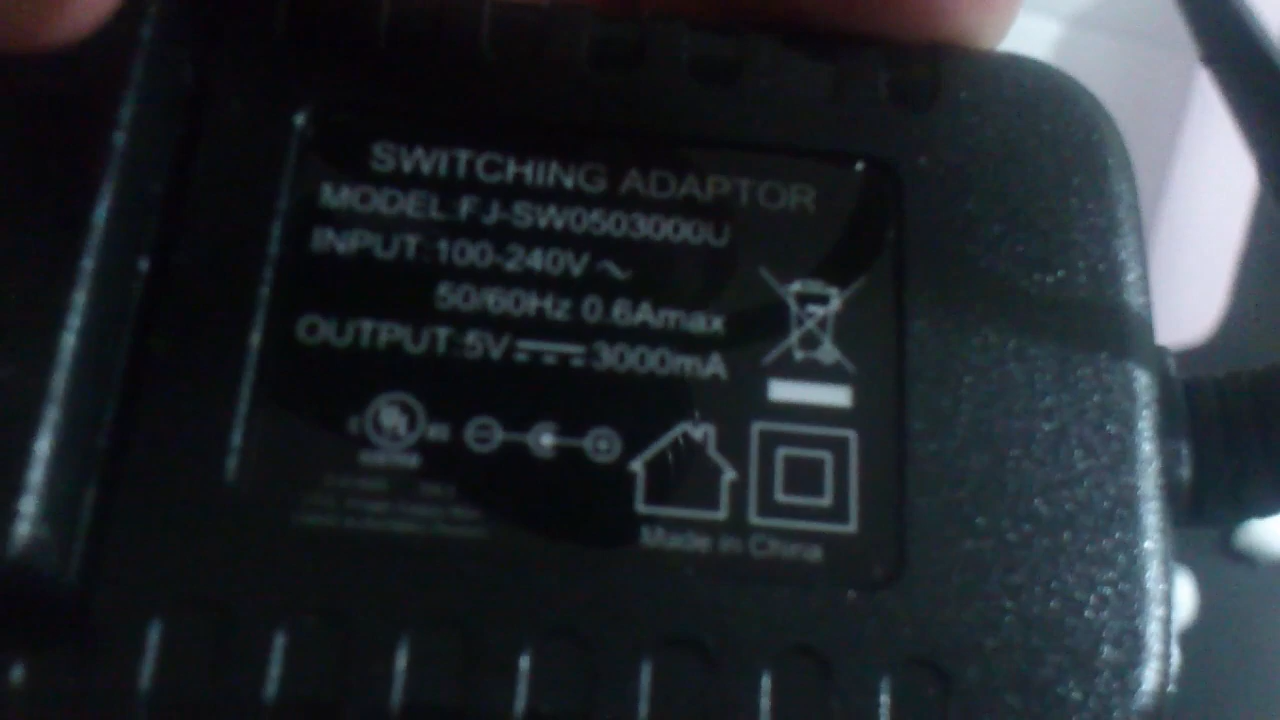 SWITCHING ADAPTOR
MODEL:FJ-SW0503000U
INPUT:100-240V~
50/60Hz 0.6Amax
OUTPUT:5V⎓3000mA
Made in China